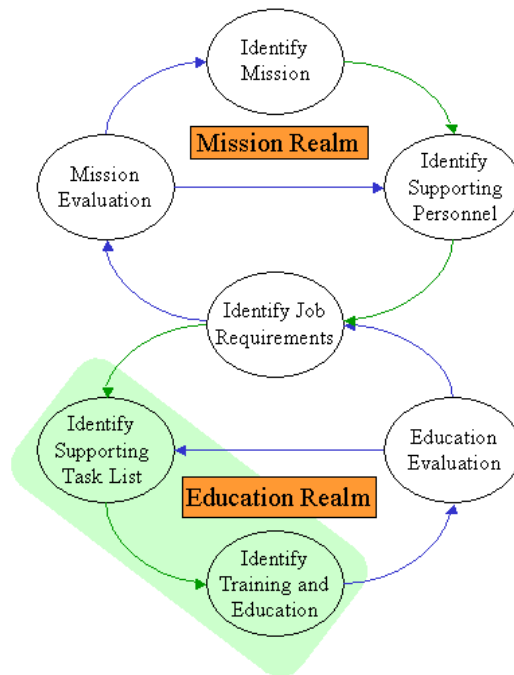 Identify
Mission
Mission Realm
Mission
Evaluation
Identify
Supporting
Personnel
Identify Job
Requirements
Identify
Supporting
Task List
Education
Evaluation
Education Realm
Identify
Training and
Education